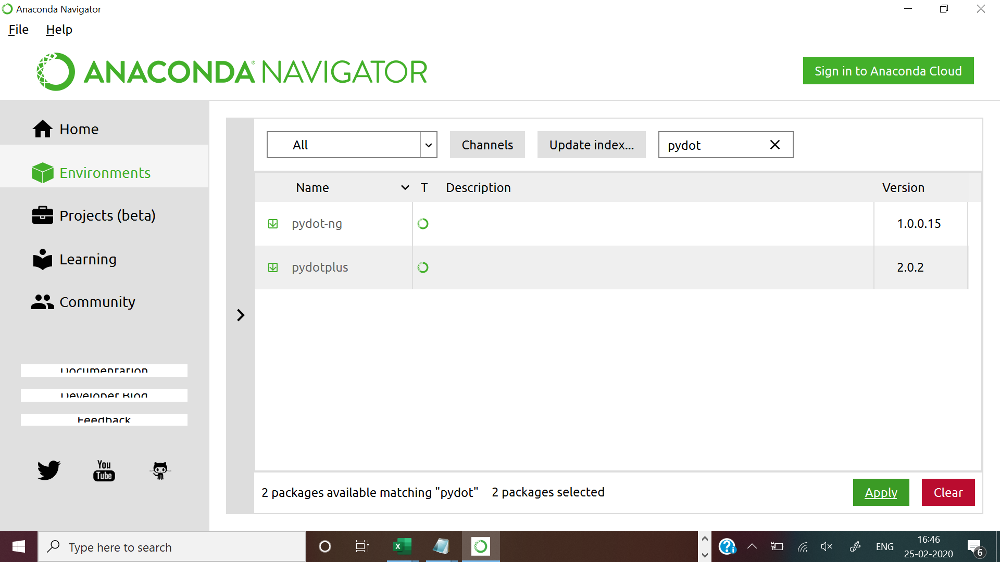 Anaconda Navigator
File Help
ANACONDA® NAVIGATOR
Sign in to Anaconda Cloud
Home
Environments
Projects (beta)
Learning
Community
Documentation
Developer Blog
Feedback
You
Tube
All Channels Update index... pydot
Name T Description Version
pydot-ng 1.0.0.15
pydotplus 2.0.2
2 packages available matching "pydot" 2 packages selected
Apply Clear
Type here to search
ENG
16:46
25-02-2020
6